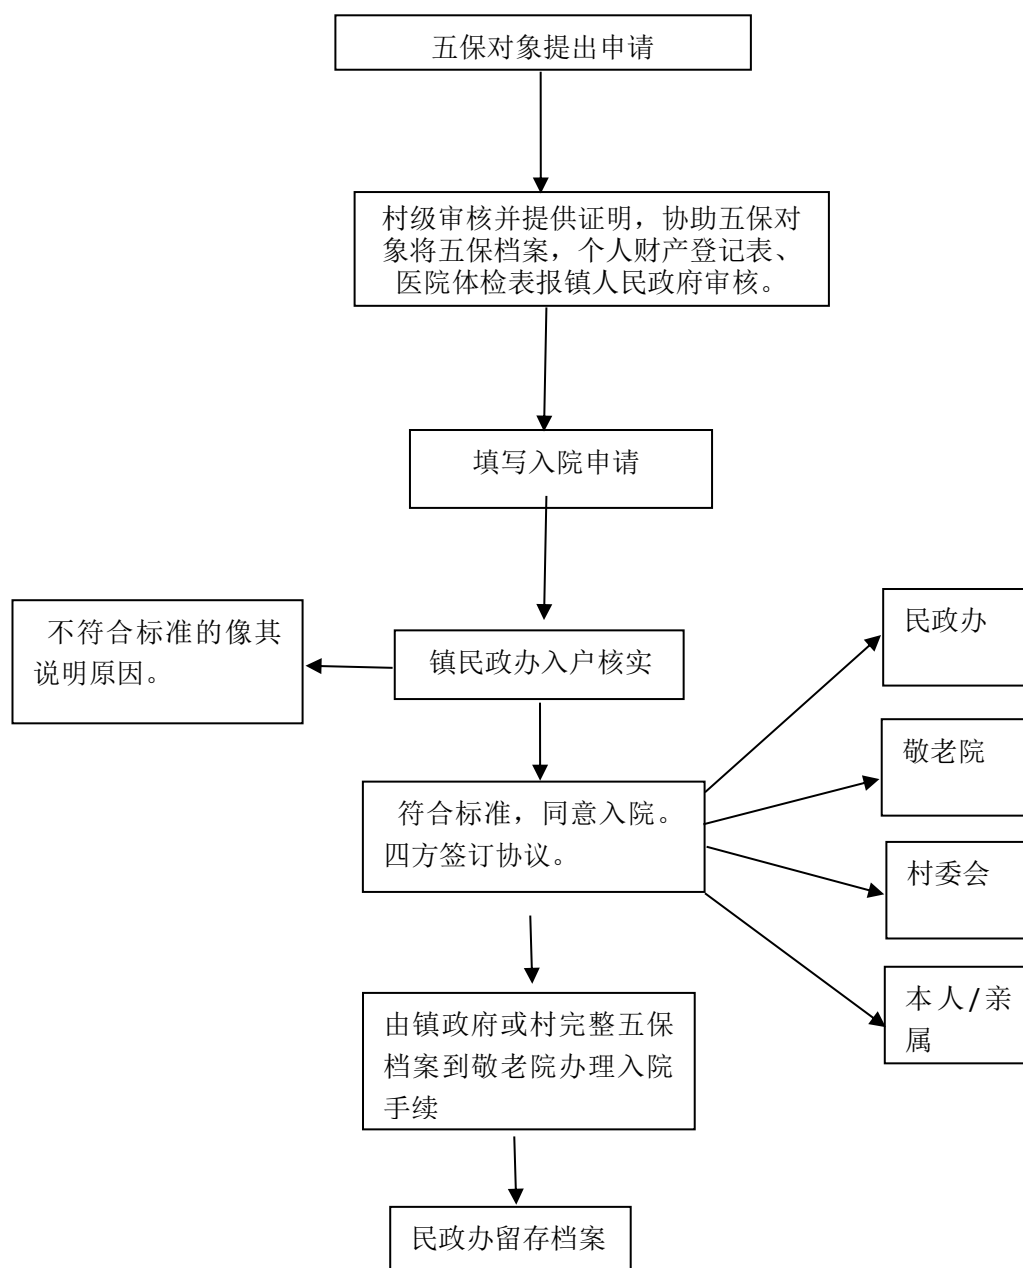 五保对象提出申请
村级审核并提供证明，协助五保对
象将五保档案，个人财产登记表、
医院体检表报镇人民政府审核。
填写入院申请
不符合标准的像其
说明原因。
镇民政办入户核实
民政办
敬老院
符合标准，同意入院。
四方签订协议。
村委会
本人/亲
属
由镇政府或村完整五保
档案到敬老院办理入院
手续
民政办留存档案